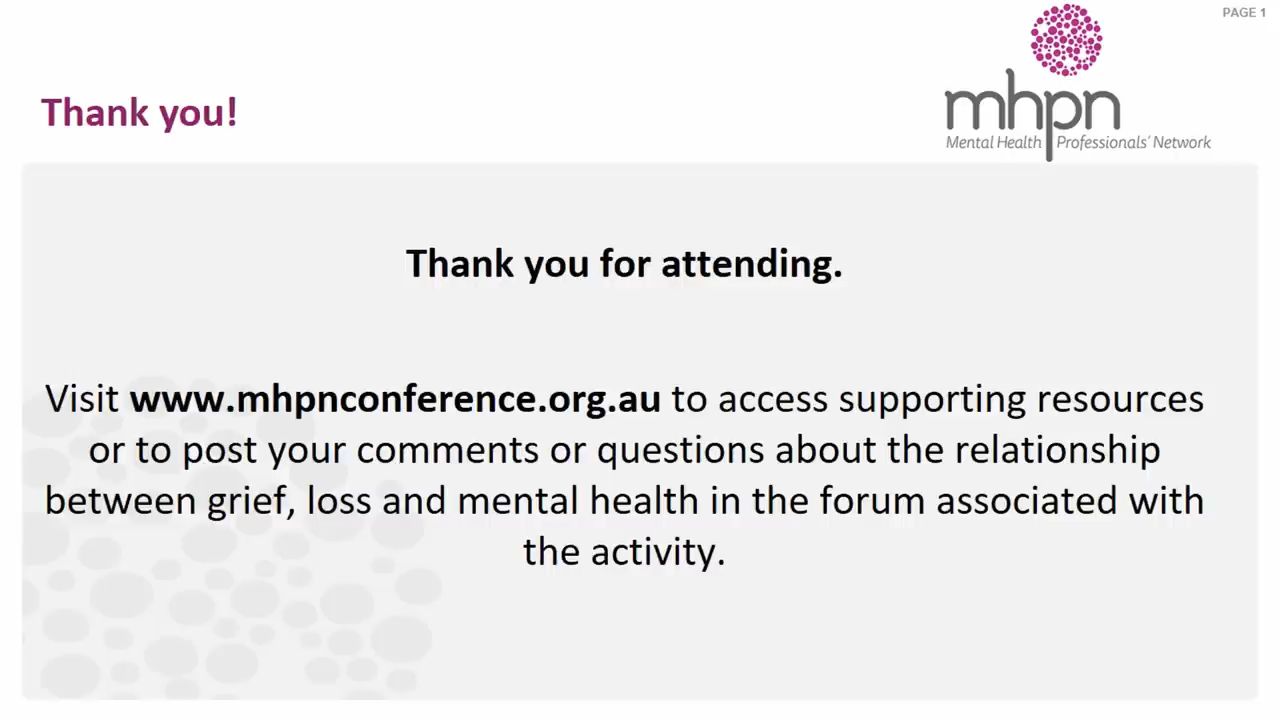 PAGE 1
mhpn
Mental Health Professionals' Network
Thank you!
Thank you for attending.
Visit www.mhpnconference.org.au to access supporting resources
or to post your comments or questions about the relationship
between grief, loss and mental health in the forum associated with
the activity.